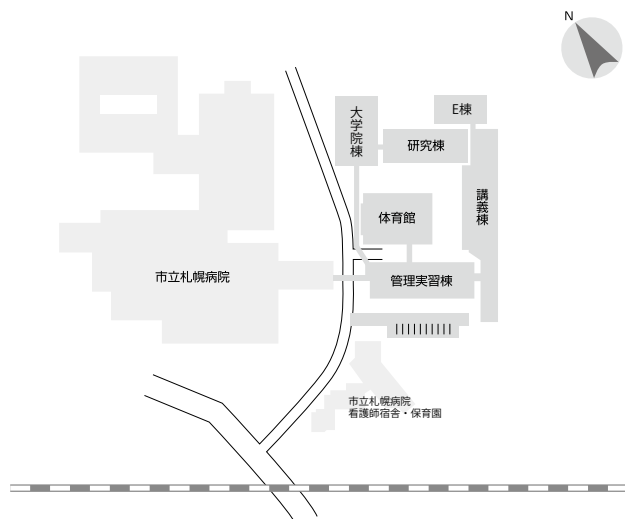 N
大学院棟
E棟
研究棟
講義棟
体育館
市立札幌病院
管理実習棟
市立札幌病院
看護師宿舎・保育園